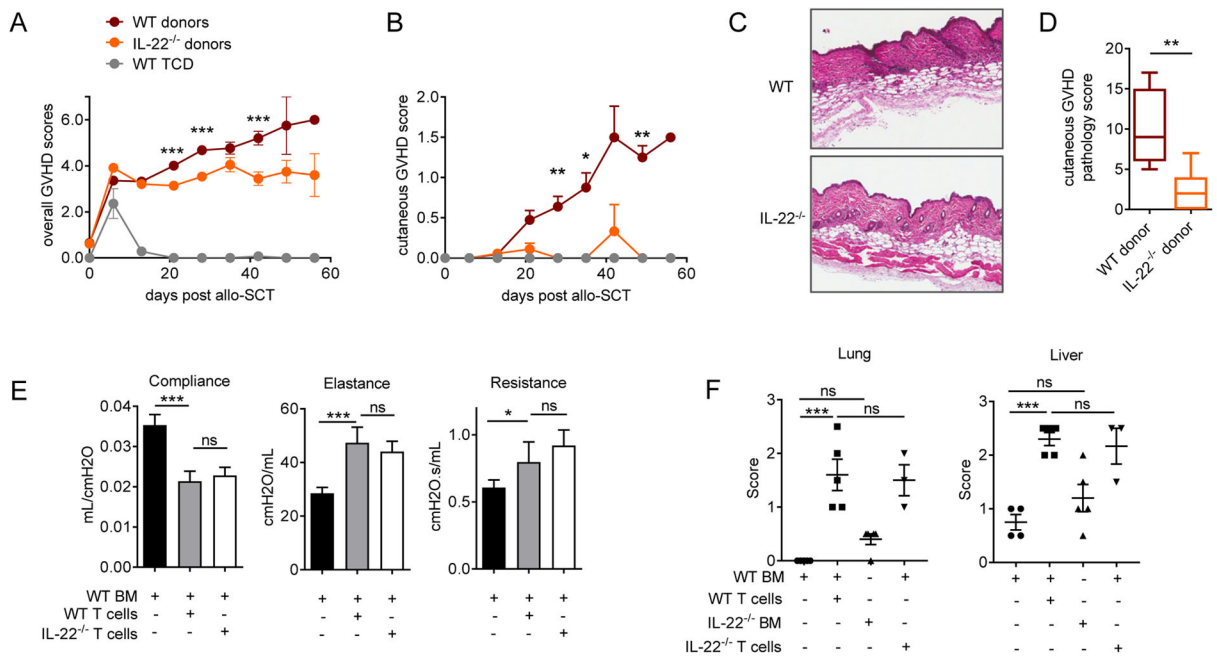 A
WT donors
IL-22-/- donors
WT TCD
overall GVHD scores
6.0
4.0
2.0
0.0
***
***
***
0 20 40 60
days post allo-SCT
B
cutaneous GVHD score
2.0
1.5
1.0
0.5
0.0
**
*
**
0 20 40 60
days post allo-SCT
C
WT
IL-22-/-
D
**
cutaneous GVHD
pathology score
20
15
10
5
0
WT donor
IL-22-/- donor
E
Compliance
***
ns
mL/cmH2O
0.04
0.03
0.02
0.01
0.00
Elastance
***
ns
cmH2O/mL
60
40
20
0
Resistance
*
ns
cmH2O.s/mL
1.0
0.5
0.0
WT BM + + + + + + + + +
WT T cells - + - - + - - + -
IL-22-/- T cells - - + - - + - - +
F
Lung
ns
*** ns
Score
3
2
1
0
Liver
ns
*** ns
Score
3
2
1
0
WT BM + + - + + + - +
WT T cells - + - - - + - -
IL-22-/- BM - - + - - - + -
IL-22-/- T cells - - - + - - - +